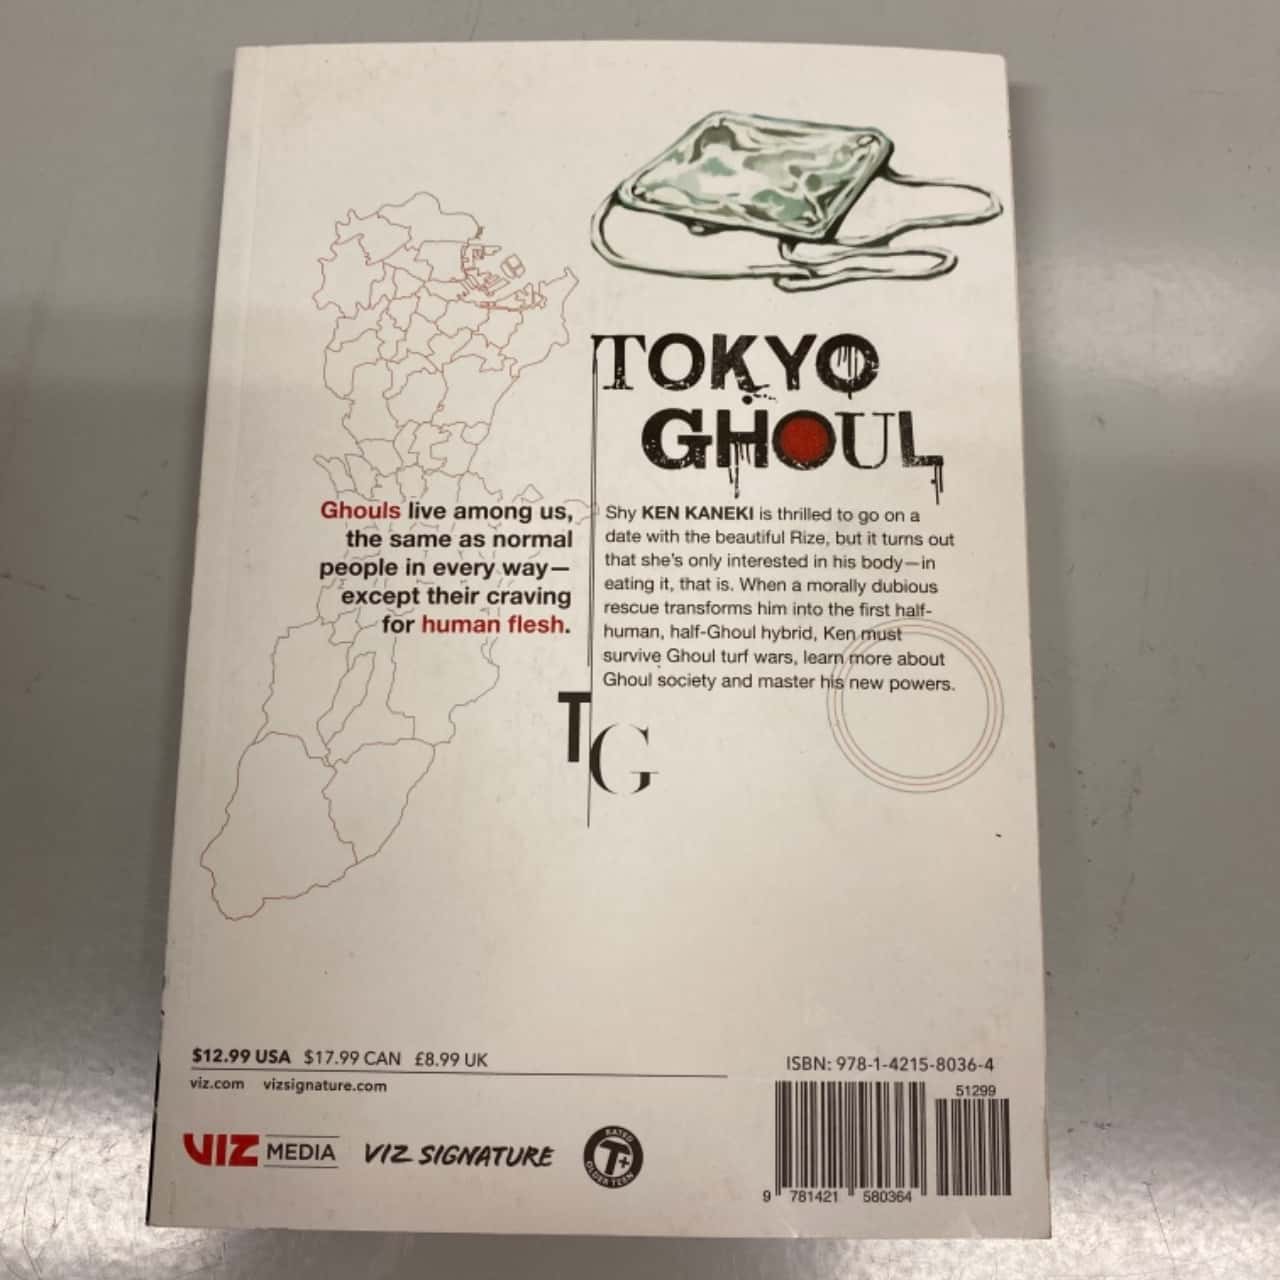 TOKYO
GHOUL
Ghouls live among us,
the same as normal
people in every way—
except their craving
for human flesh.
Shy KEN KANEKI is thrilled to go on a
date with the beautiful Rize, but it turns out
that she's only interested in his body—in
eating it, that is. When a morally dubious
rescue transforms him into the first half-
human, half-Ghoul hybrid, Ken must
survive Ghoul turf wars, learn more about
Ghoul society and master his new powers.
TG
$12.99 USA $17.99 CAN £8.99 UK
viz.com vizsignature.com
VIZ MEDIA
VIZ SIGNATURE
RATED
T+
OLDER TEEN
ISBN: 978-1-4215-8036-4
51299
9 781421 580364